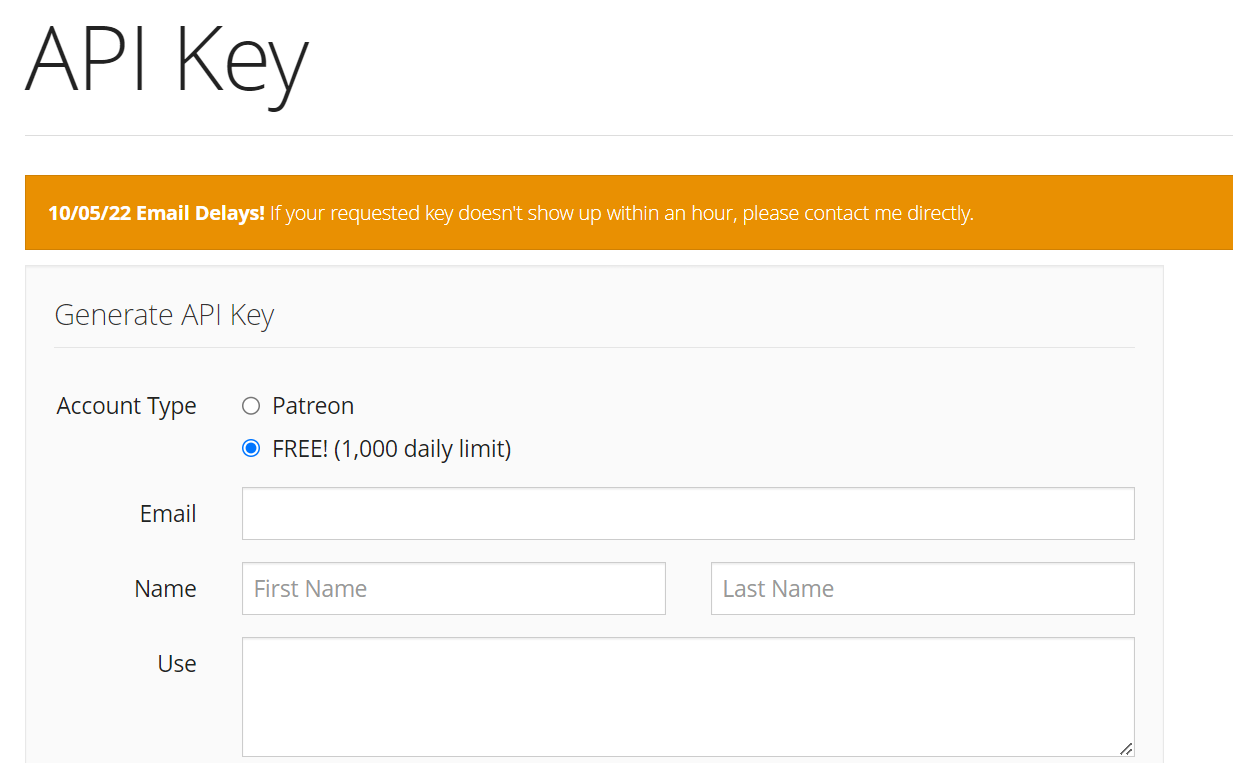 API Key
10/05/22 Email Delays! If your requested key doesn't show up within an hour, please contact me directly.
Generate API Key
Account Type
Patreon
FREE! (1,000 daily limit)
Email
Name
First Name
Last Name
Use